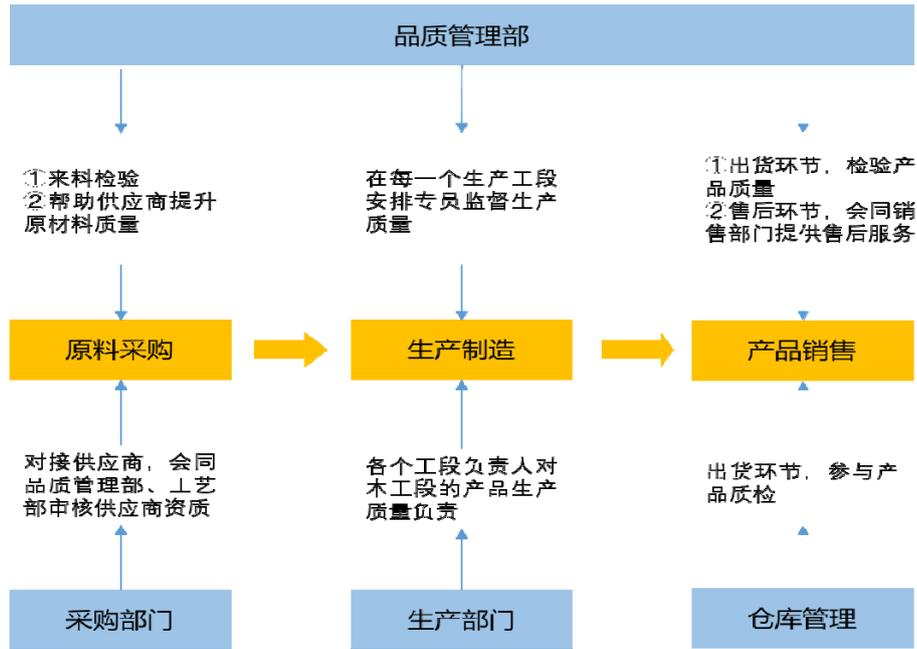 品质管理部
①来料检验
②帮助供应商提升
原材料质量
在每一个生产工段
安排专员监督生产
质量
①出货环节，检验产
品质量
②售后环节，会同销
售部门提供售后服务
原料采购
生产制造
产品销售
对接供应商，会同
品质管理部、工艺
部审核供应商资质
各个工段负责人对
木工段的产品生产
质量负责
出货环节，参与产
品质检
采购部门
生产部门
仓库管理